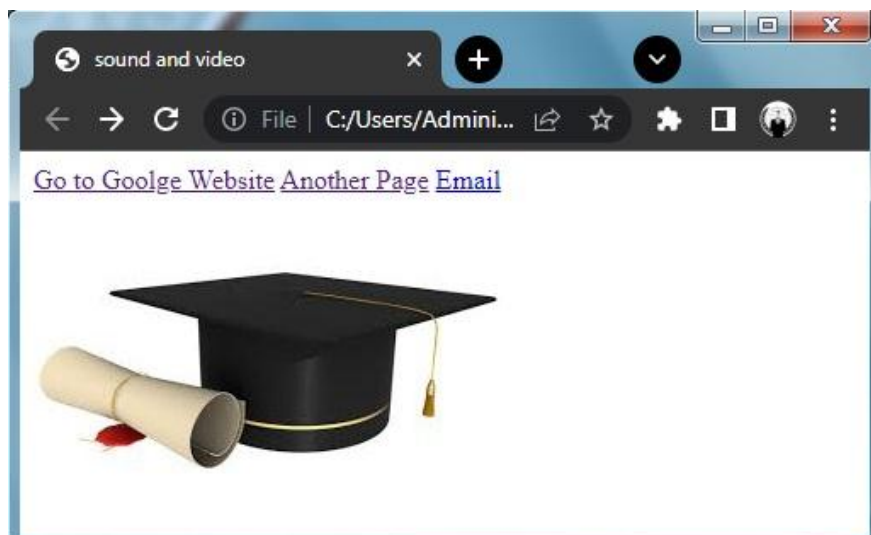 sound and video
File C:/Users/Admini...
Go to Goolge Website Another Page Email